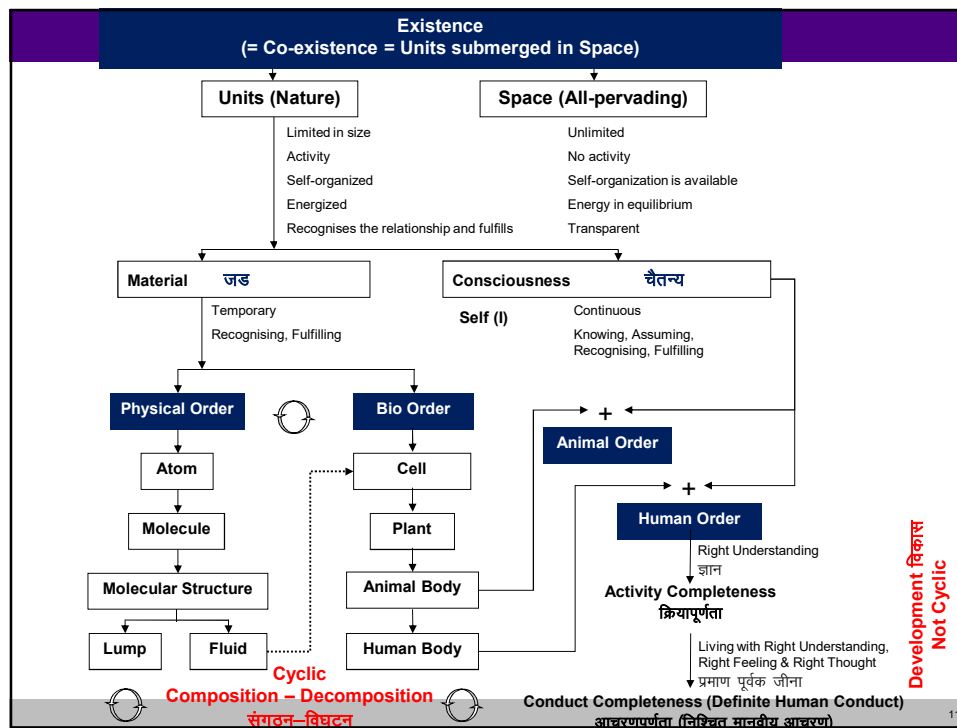 Existence
(= Co-existence = Units submerged in Space)
Units (Nature)
Space (All-pervading)
Limited in size
Activity
Self-organized
Energized
Recognises the relationship and fulfills
Unlimited
No activity
Self-organization is available
Energy in equilibrium
Transparent
Material जड
Consciousness चैतन्य
Temporary
Recognising, Fulfilling
Self (I)
Continuous
Knowing, Assuming,
Recognising, Fulfilling
Physical Order
Bio Order
+
Animal Order
Atom
Cell
+
Human Order
Molecule
Plant
Right Understanding
ज्ञान
Molecular Structure
Animal Body
Activity Completeness
क्रियापूर्णता
Lump
Fluid
Human Body
Living with Right Understanding,
Right Feeling & Right Thought
प्रमाण पूर्वक जीना
Cyclic
Composition – Decomposition
संगठन–विघटन
Conduct Completeness (Definite Human Conduct)
आचरणपूर्णता (निश्चित मानवीय आचरण)
Development विकास
Not Cyclic